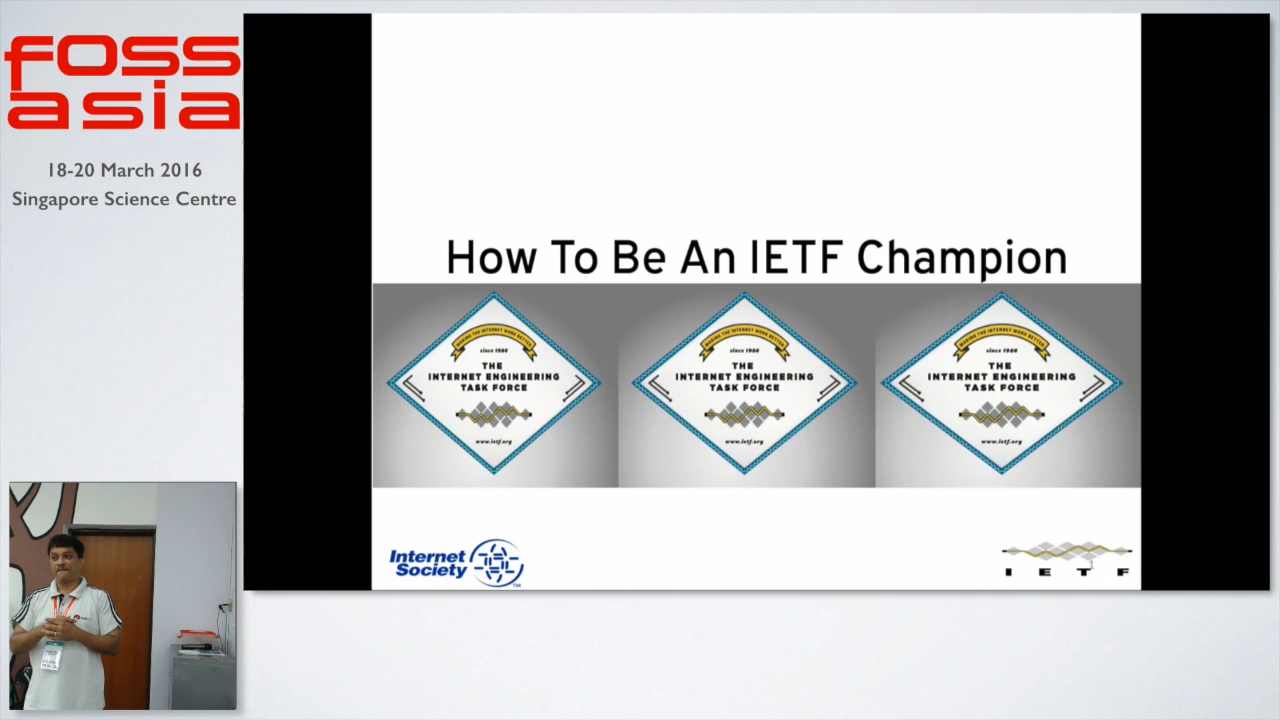 foss
asia
18-20 March 2016
Singapore Science Centre
How To Be An IETF Champion
MAKING THE INTERNET WORK BETTER
since 1986
THE
INTERNET ENGINEERING
TASK FORCE
www.ietf.org
MAKING THE INTERNET WORK BETTER
since 1986
THE
INTERNET ENGINEERING
TASK FORCE
www.ietf.org
MAKING THE INTERNET WORK BETTER
since 1986
THE
INTERNET ENGINEERING
TASK FORCE
www.ietf.org
Internet
Society
TM
1
I E T F